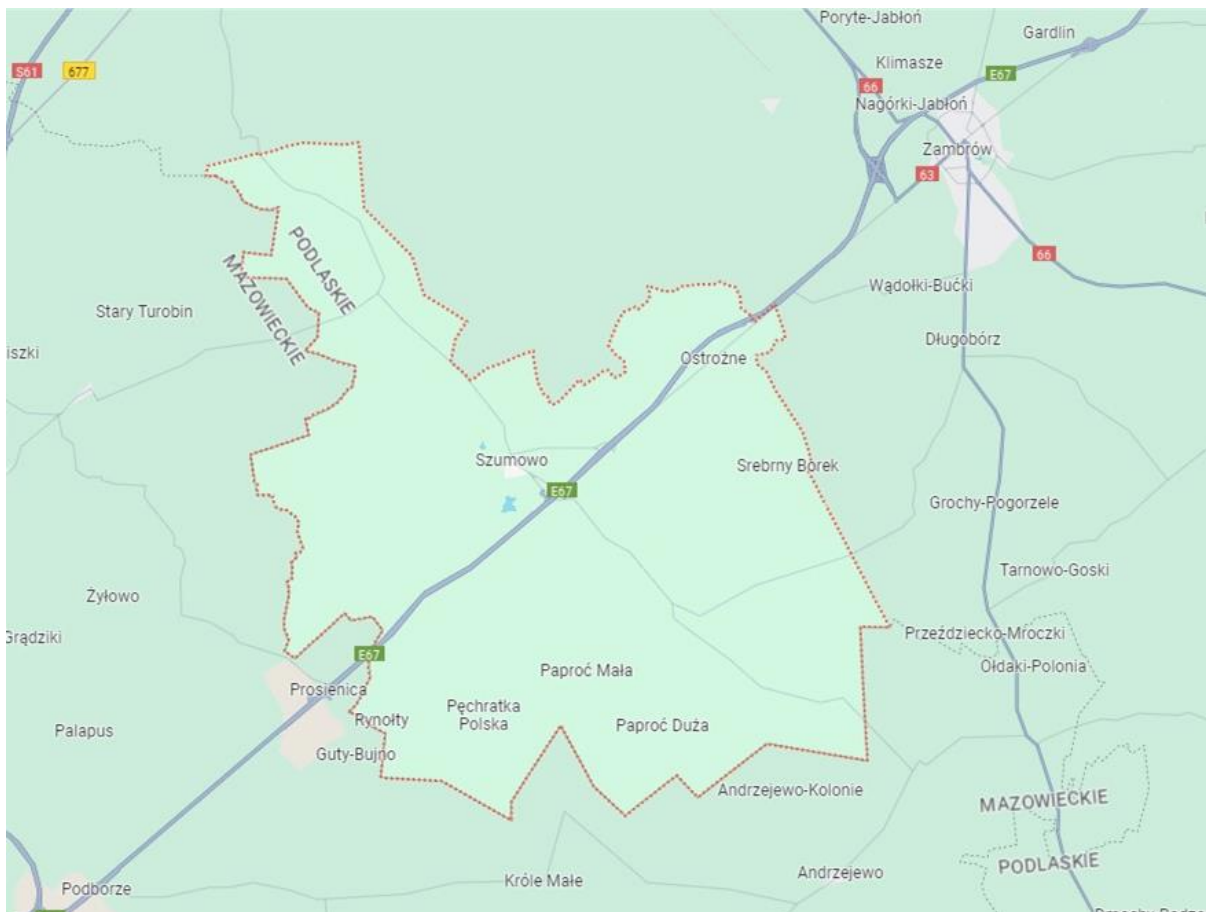 Poryte-Jabłoń
Gardlin
S61
677
Klimasze
E67
66
Nagórki-Jabłoń
Zambrów
63
PODLASKIE
MAZOWIECKIE
66
Wądołki-Bućki
Stary Turobin
Długobórz
iszki
Ostrożne
Szumowo
Srebrny Borek
E67
Grochy-Pogorzele
Tarnowo-Goski
Żyłowo
Grądziki
Przeździecko-Mroczki
E67
Ołdaki-Polonia
Paproć Mała
Prosienica
Pęchratka
Polska
Rynołty
Paproć Duża
Palapus
Guty-Bujno
Andrzejewo-Kolonie
MAZOWIECKIE
PODLASKIE
Andrzejewo
Króle Małe
Podborze